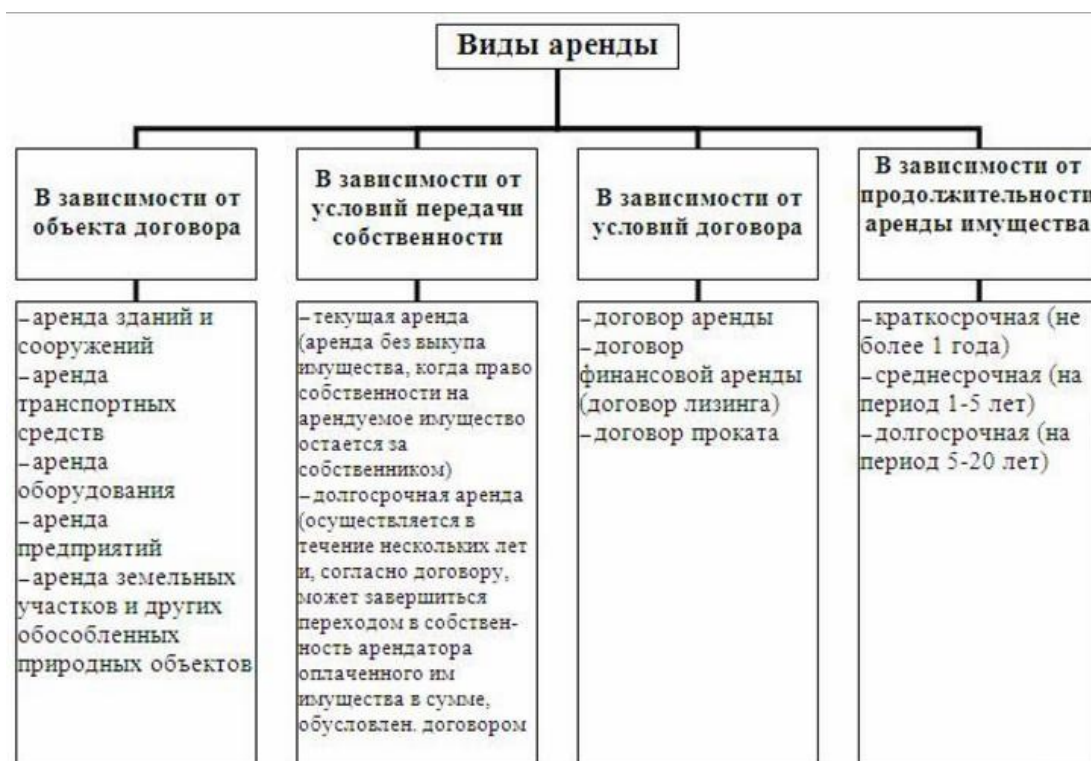 Виды аренды
В зависимости от
объекта договора
–аренда зданий и
сооружений
–аренда
транспортных
средств
–аренда
оборудования
–аренда
предприятий
–аренда земельных
участков и других
обособленных
природных объектов
В зависимости от
условий передачи
собственности
–текущая аренда
(аренда без выкупа
имущества, когда право
собственности на
арендуемое имущество
остается за
собственником)
–долгосрочная аренда
(осуществляется в
течение нескольких лет
и, согласно договору,
может завершиться
переходом в собствен-
ность арендатора
оплаченного им
имущества в сумме,
обусловлен. договором
В зависимости от
условий договора
–договор аренды
–договор
финансовой аренды
(договор лизинга)
–договор проката
В зависимости от
продолжительности
аренды имущества
–краткосрочная (не
более 1 года)
–среднесрочная (на
период 1-5 лет)
–долгосрочная (на
период 5-20 лет)